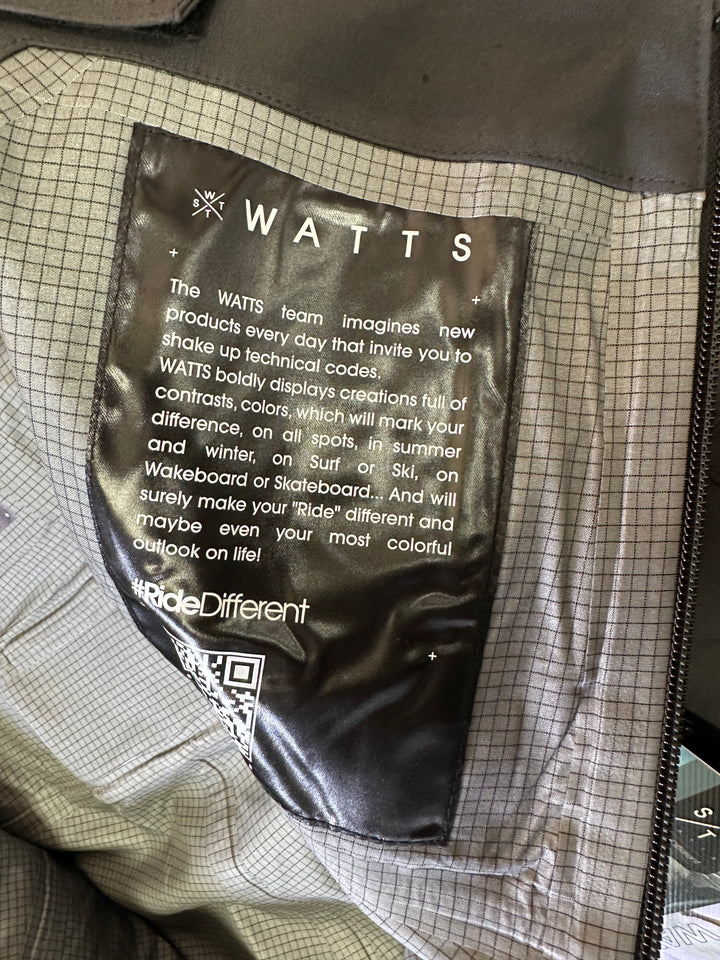 W
S T
T
WATTS
The WATTS team imagines new
products every day that invite you to
shake up technical codes.
WATTS boldly displays creations full of
contrasts, colors, which will mark your
difference, on all spots, in summer
and winter, on Surf or Ski, on
Wakeboard or Skateboard... And will
surely make your "Ride" different and
maybe even your most colorful
outlook on life!
#RideDifferent